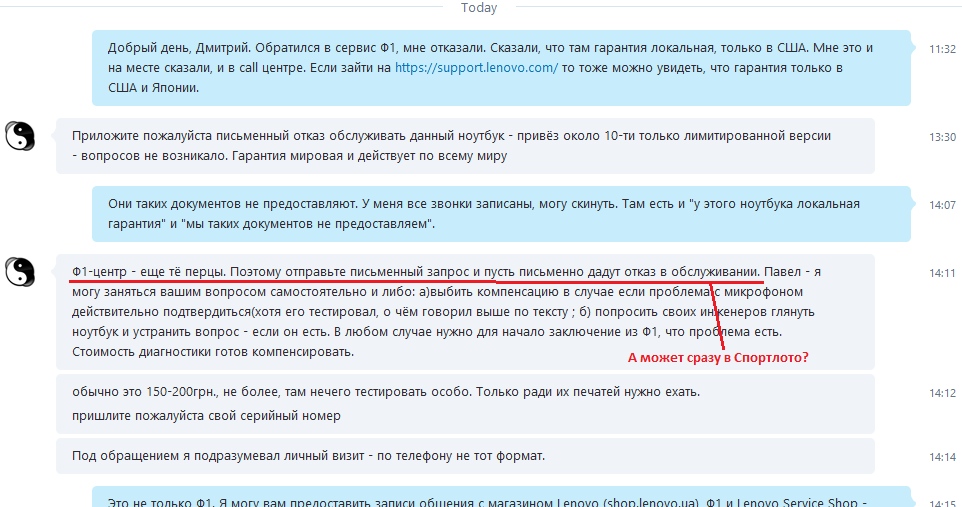 Today
Добрый день, Дмитрий. Обратился в сервис Ф1, мне отказали. Сказали, что там гарантия локальная, только в США. Мне это и
на месте сказали, и в call центре. Если зайти на https://support.lenovo.com/ то тоже можно увидеть, что гарантия только в
США и Японии.
11:32
Приложите пожалуйста письменный отказ обслуживать данный ноутбук - привёз около 10-ти только лимитированной версии
- вопросов не возникало. Гарантия мировая и действует по всему миру
13:30
Они таких документов не предоставляют. У меня все звонки записаны, могу скинуть. Там есть и "у этого ноутбука локальная
гарантия" и "мы таких документов не предоставляем".
14:07
Ф1-центр - еще тё перцы. Поэтому отправьте письменный запрос и пусть письменно дадут отказ в обслуживании. Павел - я
могу заняться вашим вопросом самостоятельно и либо: а)выбить компенсацию в случае если проблема с микрофоном
действительно подтвердиться(хотя его тестировал, о чём говорил выше по тексту ; б) попросить своих инженеров глянуть
ноутбук и устранить вопрос - если он есть. В любом случае нужно для начало заключение из Ф1, что проблема есть.
Стоимость диагностики готов компенсировать.
14:11
А может сразу в Спортлото?
обычно это 150-200грн., не более, там нечего тестировать особо. Только ради их печатей нужно ехать.
14:12
пришлите пожалуйста свой серийный номер
Под обращением я подразумевал личный визит - по телефону не тот формат.
14:14
Это не только Ф1. Я могу вам предоставить записи общения с магазином Lenovo (shop.lenovo.ua), Ф1 и Lenovo Service Shop -
14:15